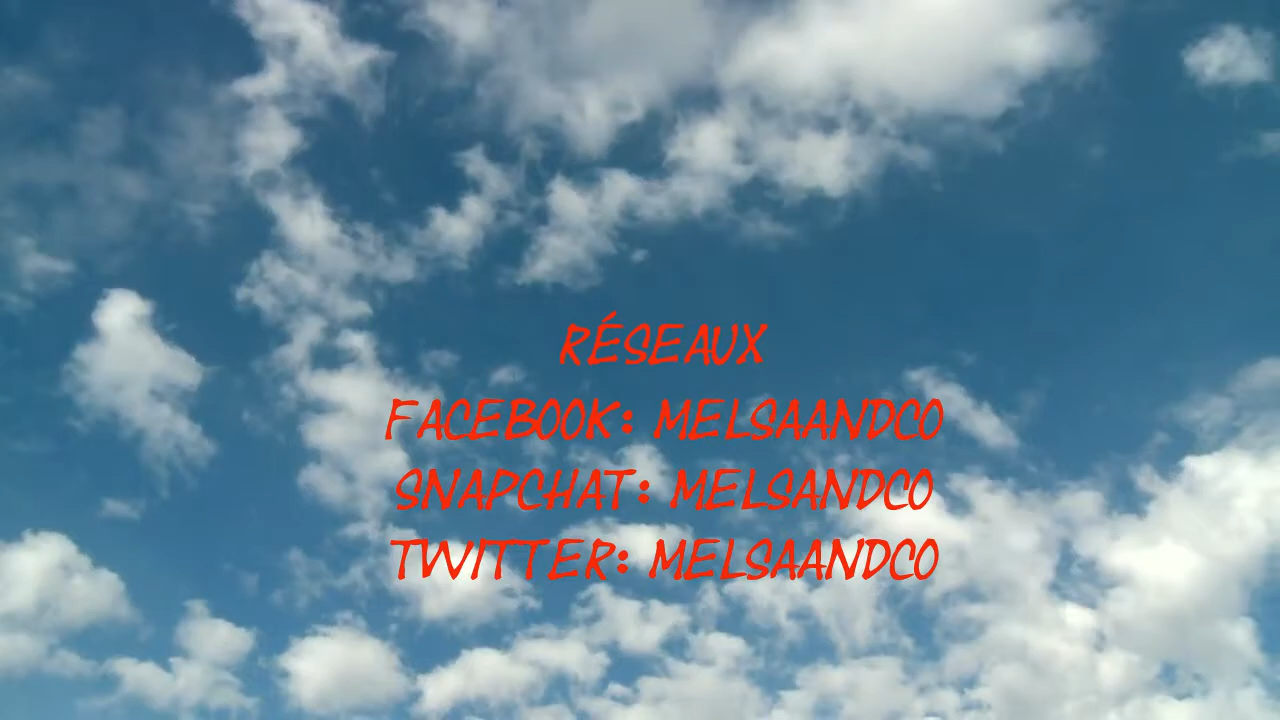 RÉSEAUX
FACEBOOK: MELSAANDCO
SNAPCHAT: MELSANDCO
TWITTER: MELSAANDCO